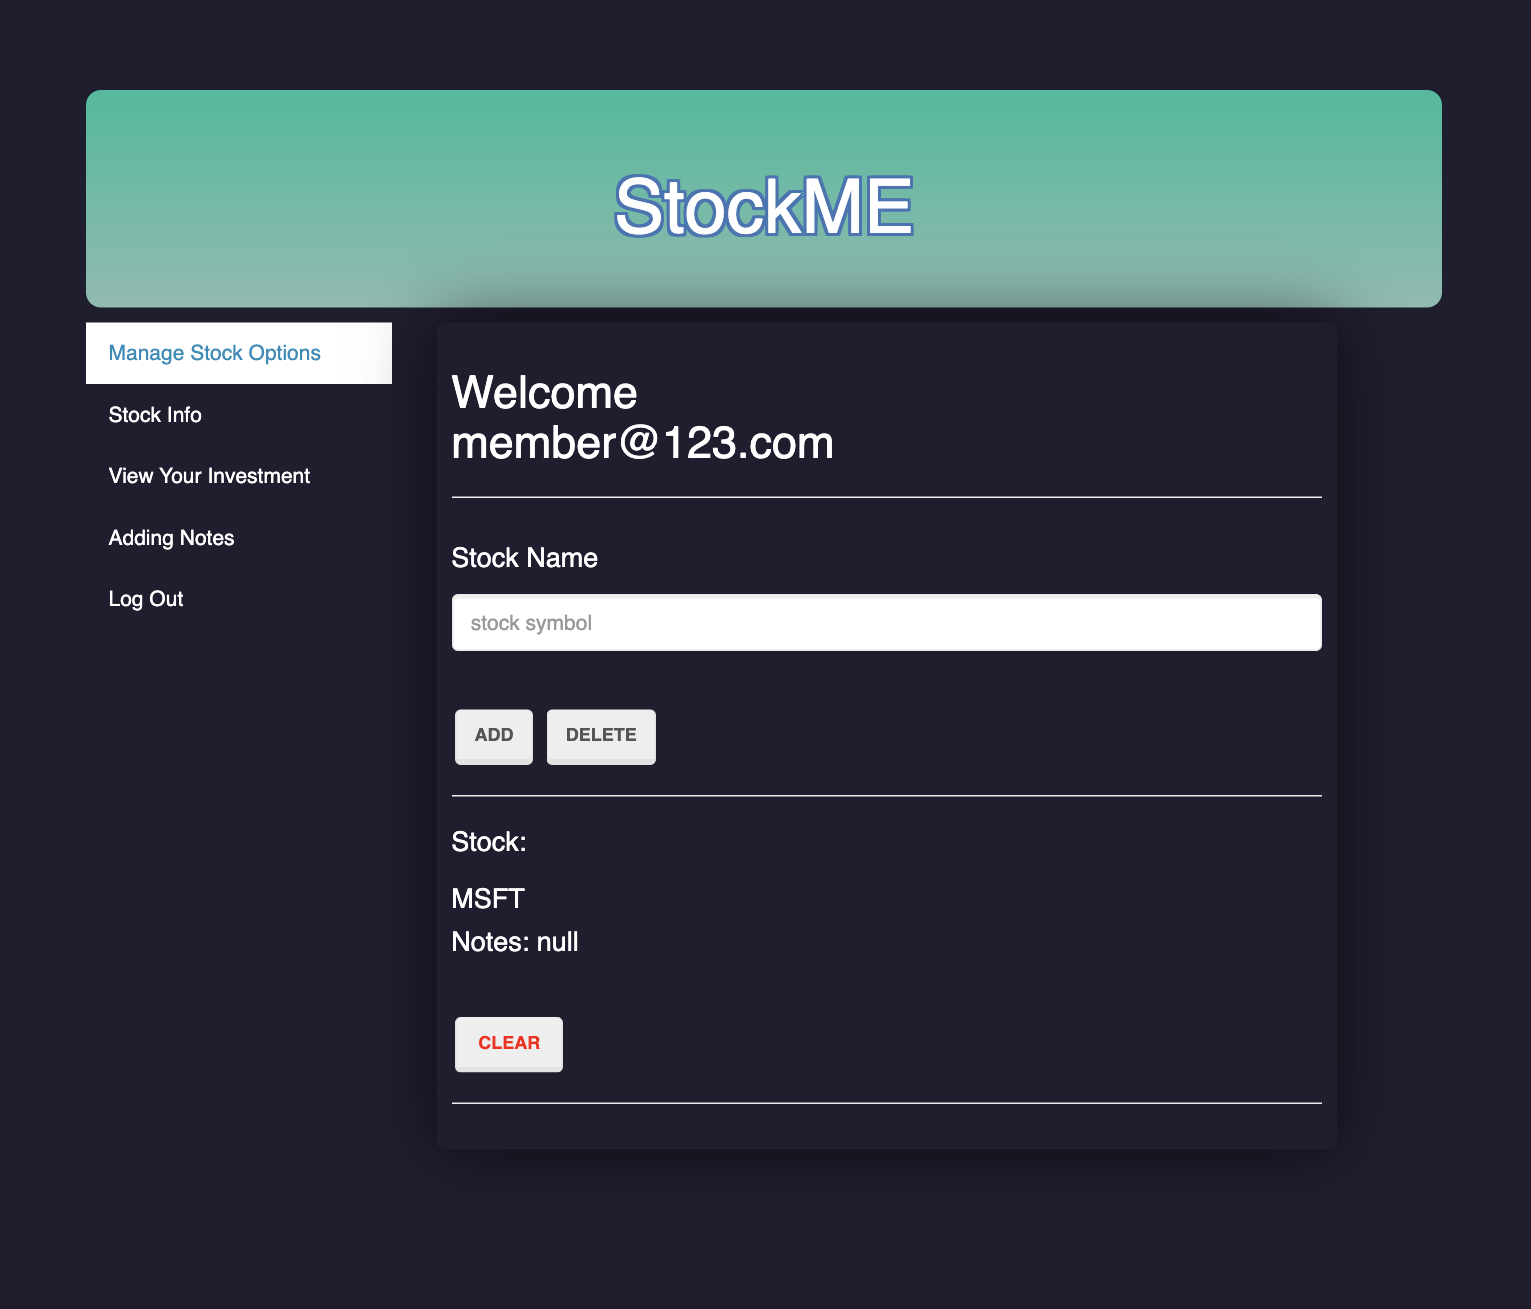 StockME
Manage Stock Options
Stock Info
View Your Investment
Adding Notes
Log Out
Welcome
member@123.com
Stock Name
stock symbol
ADD DELETE
Stock:
MSFT
Notes: null
CLEAR